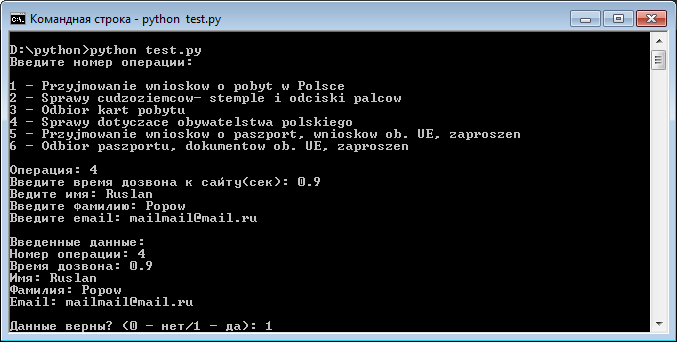 Командная строка - python test.py
D:\python>python test.py
Введите номер операции:
1 - Przyjmowanie wnioskow o pobyt w Polsce
2 - Sprawy cudzoziemcow- stemple i odciski palcow
3 - Odbior kart pobytu
4 - Sprawy dotyczace obywatelstwa polskiego
5 - Przyjmowanie wnioskow o paszport, wnioskow ob. UE, zaproszen
6 - Odbior paszportu, dokumentow ob. UE, zaproszen
Операция: 4
Введите время дозвона к сайту(сек): 0.9
Ведите имя: Ruslan
Введите фамилию: Popow
Введите email: mailmail@mail.ru
Введенные данные:
Номер операции: 4
Время дозвона: 0.9
Имя: Ruslan
Фамилия: Popow
Email: mailmail@mail.ru
Данные верны? (0 - нет/1 - да): 1